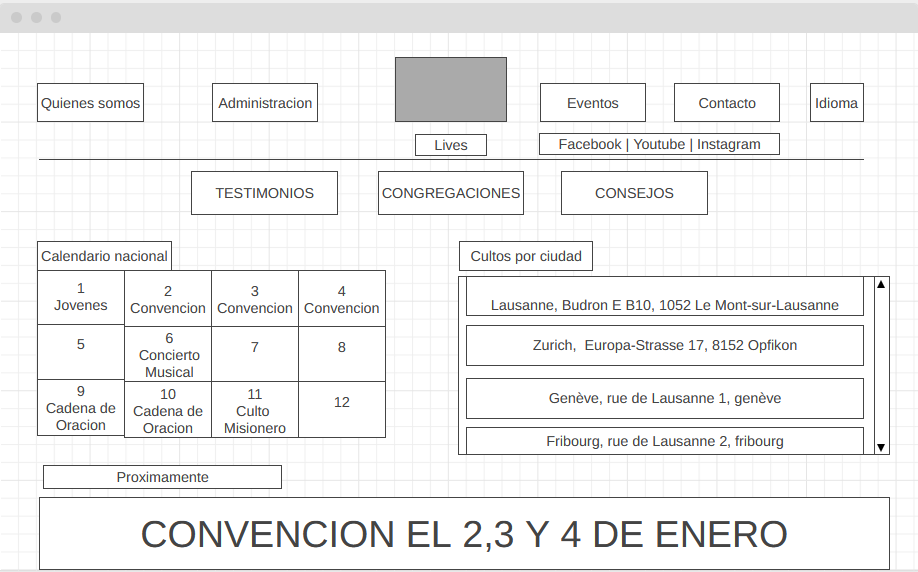 Quienes somos
Administracion
Eventos
Contacto
Idioma
Lives
Facebook | Youtube | Instagram
TESTIMONIOS
CONGREGACIONES
CONSEJOS
Calendario nacional
1
Jovenes
2
Convencion
3
Convencion
4
Convencion
5
6
Concierto
Musical
7
8
9
Cadena de
Oracion
10
Cadena de
Oracion
11
Culto
Misionero
12
Cultos por ciudad
Lausanne, Budron E B10, 1052 Le Mont-sur-Lausanne
Zurich, Europa-Strasse 17, 8152 Opfikon
Genève, rue de Lausanne 1, genève
Fribourg, rue de Lausanne 2, fribourg
Proximamente
CONVENCION EL 2,3 Y 4 DE ENERO